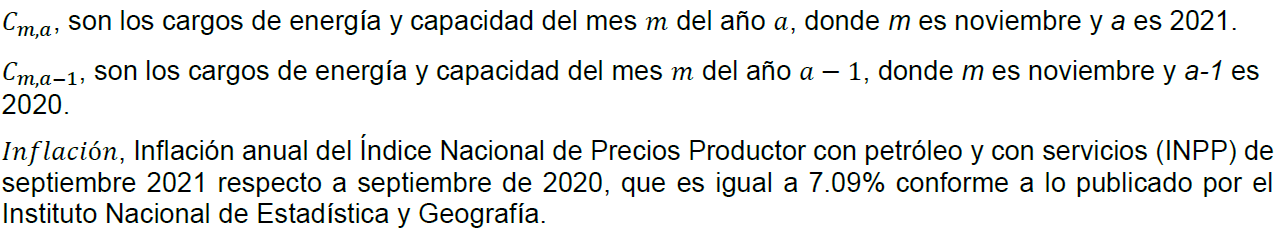 𝐶𝑚,𝑎, son los cargos de energía y capacidad del mes 𝑚 del año 𝑎, donde m es noviembre y a es 2021.
𝐶𝑚,𝑎−1, son los cargos de energía y capacidad del mes 𝑚 del año 𝑎 − 1, donde m es noviembre y a-1 es
2020.
𝐼𝑛𝑓𝑙𝑎𝑐𝑖ó𝑛, Inflación anual del Índice Nacional de Precios Productor con petróleo y con servicios (INPP) de
septiembre 2021 respecto a septiembre de 2020, que es igual a 7.09% conforme a lo publicado por el
Instituto Nacional de Estadística y Geografía.